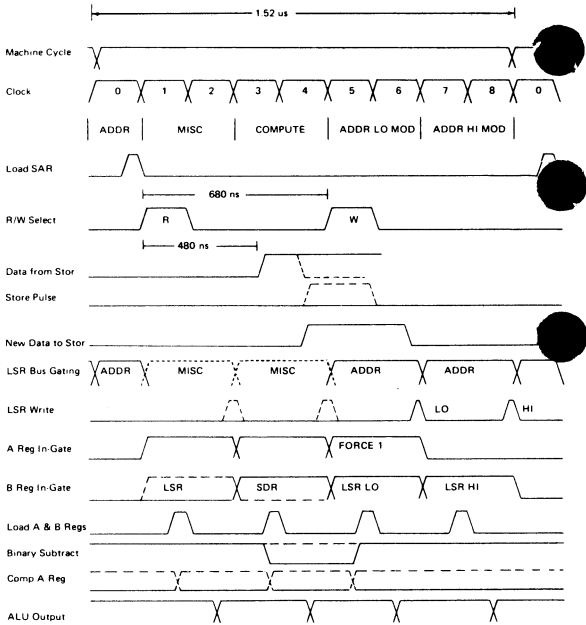 1.52 us
Machine Cycle
Clock 0 1 2 3 4 5 6 7 8 0
ADDR MISC COMPUTE ADDR LO MOD ADDR HI MOD
Load SAR
680 ns
R/W Select R W
480 ns
Data from Stor
Store Pulse
New Data to Stor
LSR Bus Gating ADDR MISC MISC ADDR ADDR
LSR Write LO HI
A Reg In-Gate FORCE 1
B Reg In-Gate LSR SDR LSR LO LSR HI
Load A & B Regs
Binary Subtract
Comp A Reg
ALU Output